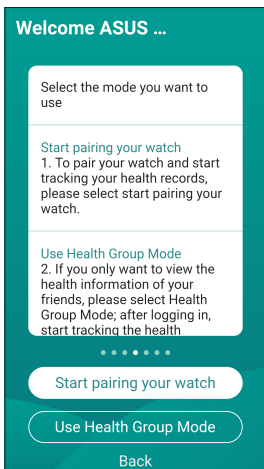 Welcome ASUS ...
Select the mode you want to
use
Start pairing your watch
1. To pair your watch and start
tracking your health records,
please select start pairing your
watch.
Use Health Group Mode
2. If you only want to view the
health information of your
friends, please select Health
Group Mode; after logging in,
start tracking the health
Start pairing your watch
Use Health Group Mode
Back